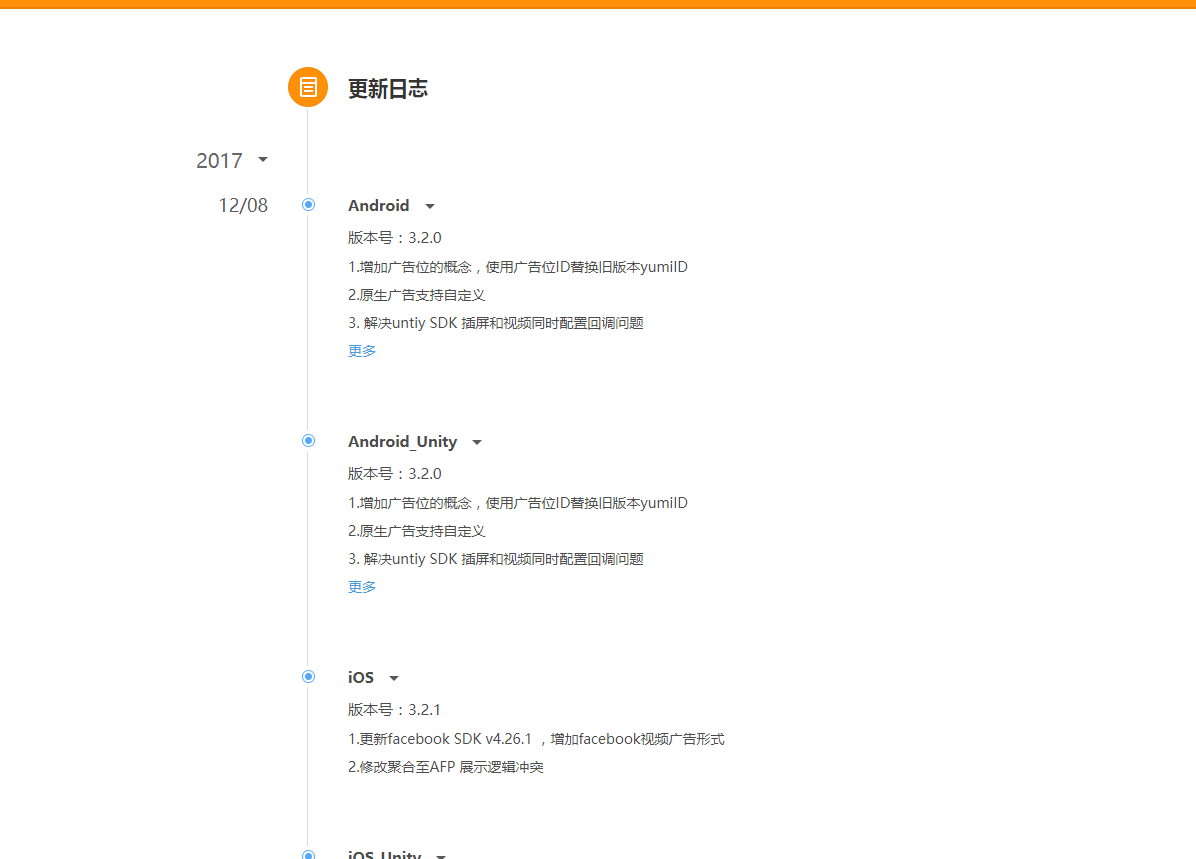 更新日志
2017
12/08
Android
版本号：3.2.0
1.增加广告位的概念，使用广告位ID替换旧版本yumiID
2.原生广告支持自定义
3. 解决untiy SDK 插屏和视频同时配置回调问题
更多
Android_Unity
版本号：3.2.0
1.增加广告位的概念，使用广告位ID替换旧版本yumiID
2.原生广告支持自定义
3. 解决untiy SDK 插屏和视频同时配置回调问题
更多
iOS
版本号：3.2.1
1.更新facebook SDK v4.26.1 ，增加facebook视频广告形式
2.修改聚合至AFP 展示逻辑冲突
iOS_Unity